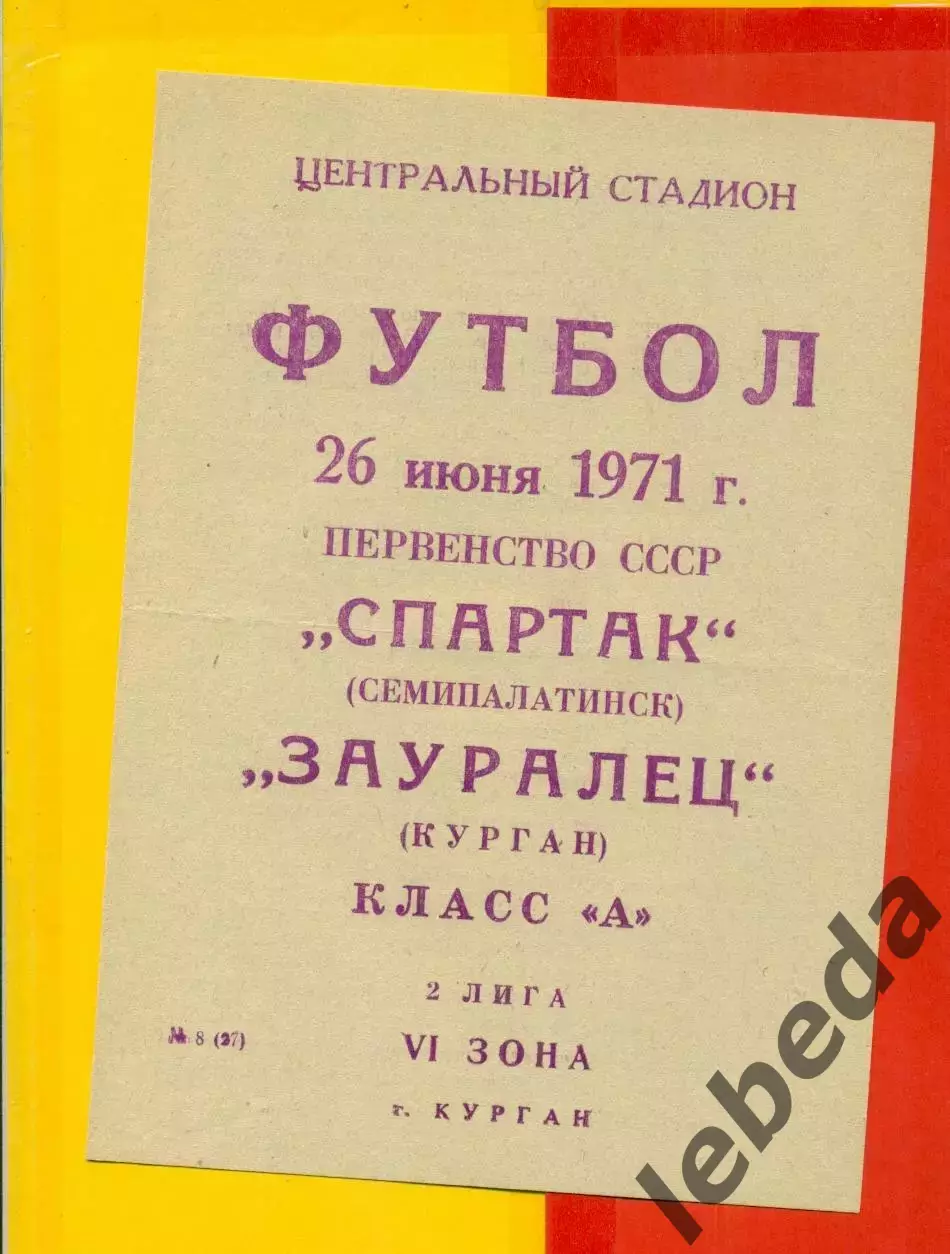 ЦЕНТРАЛЬНЫЙ СТАДИОН
ФУТБОЛ
26 июня 1971 г.
ПЕРВЕНСТВО СССР
„СПАРТАК“
(СЕМИПАЛАТИНСК)
„ЗАУРАЛЕЦ“
(КУРГАН)
КЛАСС «А»
2 ЛИГА
№ 8 (27)
VI ЗОНА
г. КУРГАН
lebeda